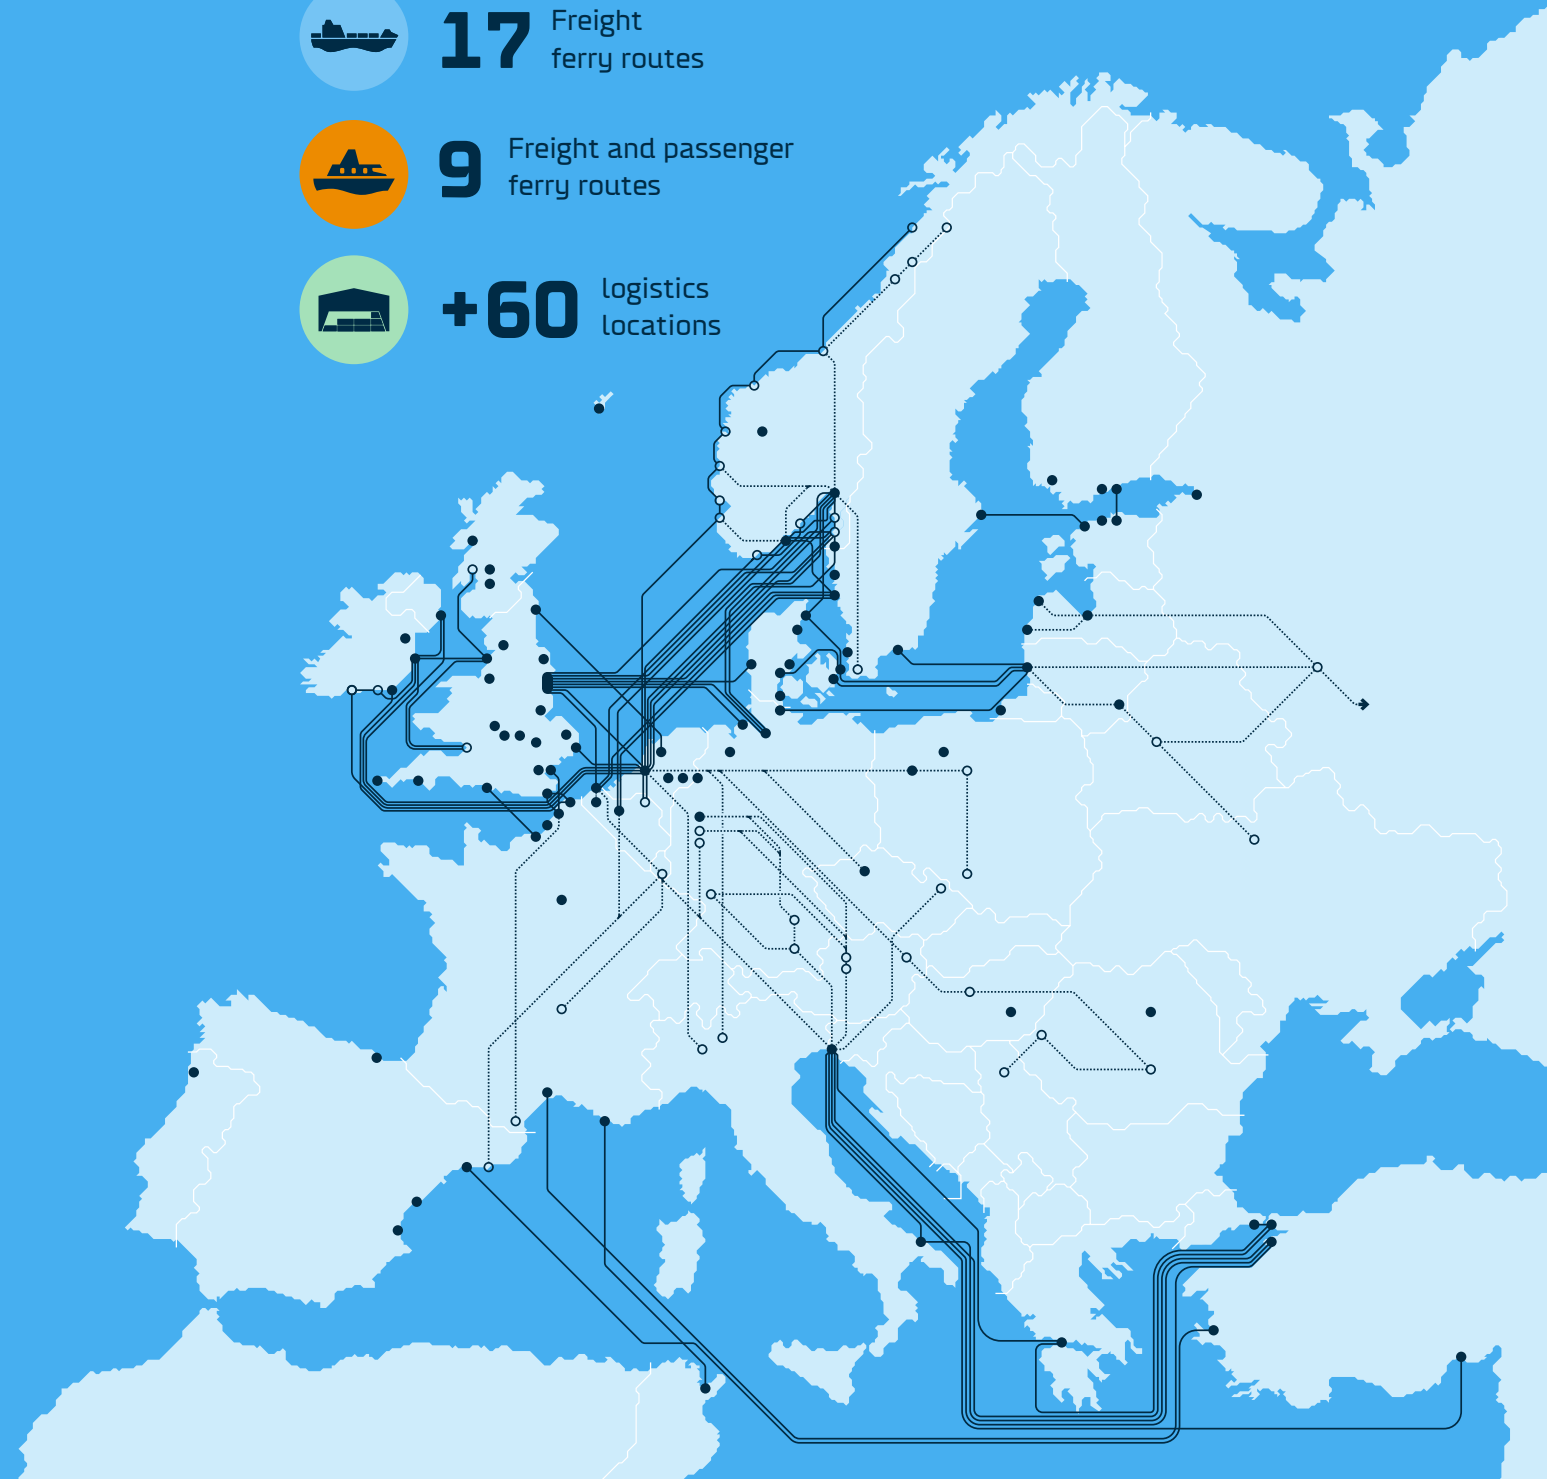 17
Freight
ferry routes
9
Freight and passenger
ferry routes
+60
logistics
locations